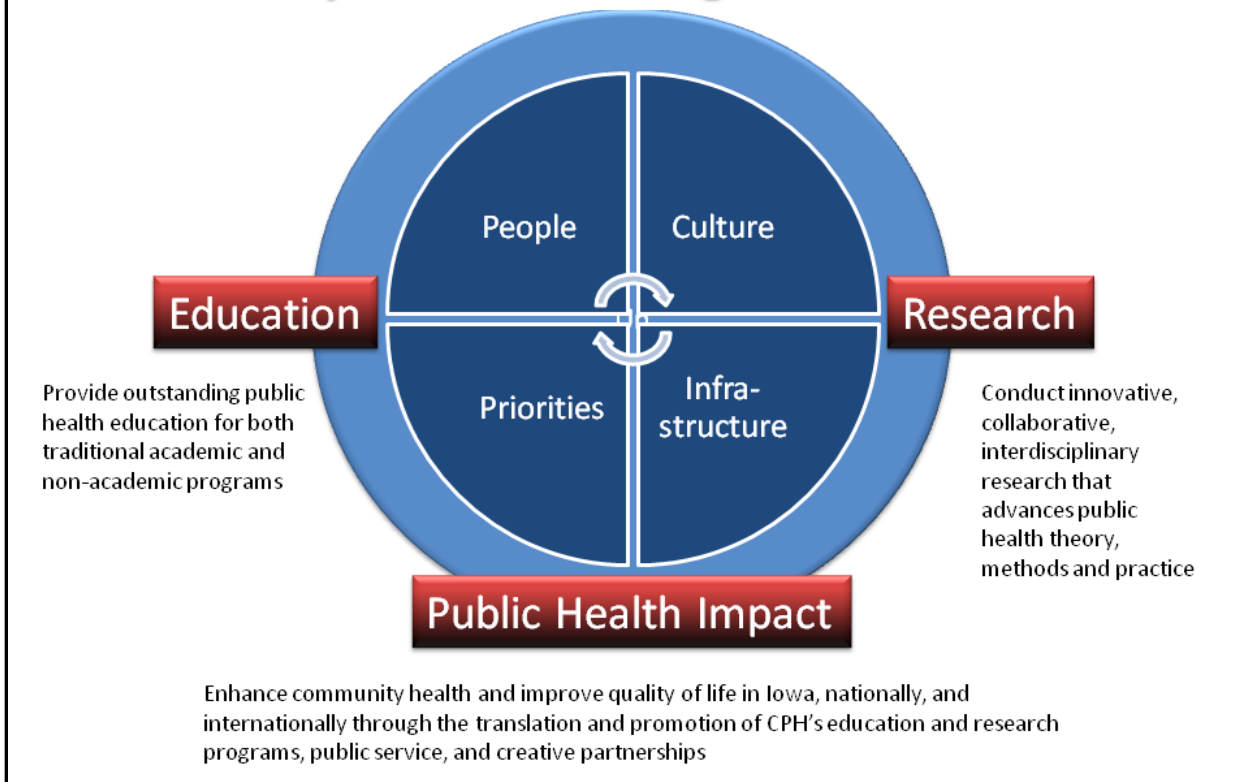 People
Culture
Education
Research
Priorities
Infra-
structure
Provide outstanding public
health education for both
traditional academic and
non-academic programs
Conduct innovative,
collaborative,
interdisciplinary
research that
advances public
health theory,
methods and practice
Public Health Impact
Enhance community health and improve quality of life in Iowa, nationally, and
internationally through the translation and promotion of CPH's education and research
programs, public service, and creative partnerships